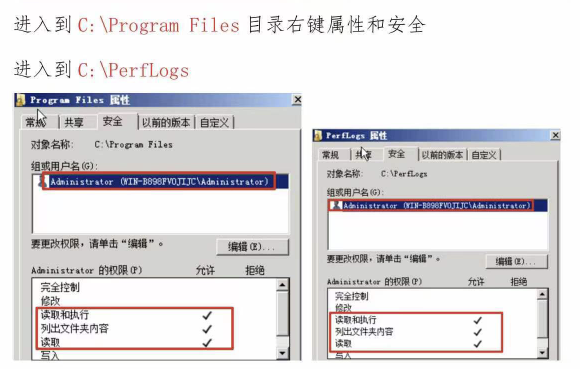 进入到 C:\Program Files 目录右键属性和安全
进入到 C:\PerfLogs
Program Files 属性
常规 共享 安全 以前的版本 自定义
对象名称: C:\Program Files
组或用户名(G):
Administrator (WIN-B898FVOJIJC\Administrator)
要更改权限，请单击“编辑”。
编辑(E)...
Administrator 的权限(P) 允许 拒绝
完全控制
修改
读取和执行
列出文件夹内容
读取
写入
PerfLogs 属性
常规 共享 安全 以前的版本 自定义
对象名称: C:\PerfLogs
组或用户名(G):
Administrator (WIN-B898FVOJIJC\Administrator)
要更改权限，请单击“编辑”。
编辑(E)...
Administrator 的权限(P) 允许 拒绝
完全控制
修改
读取和执行
列出文件夹内容
读取
写入